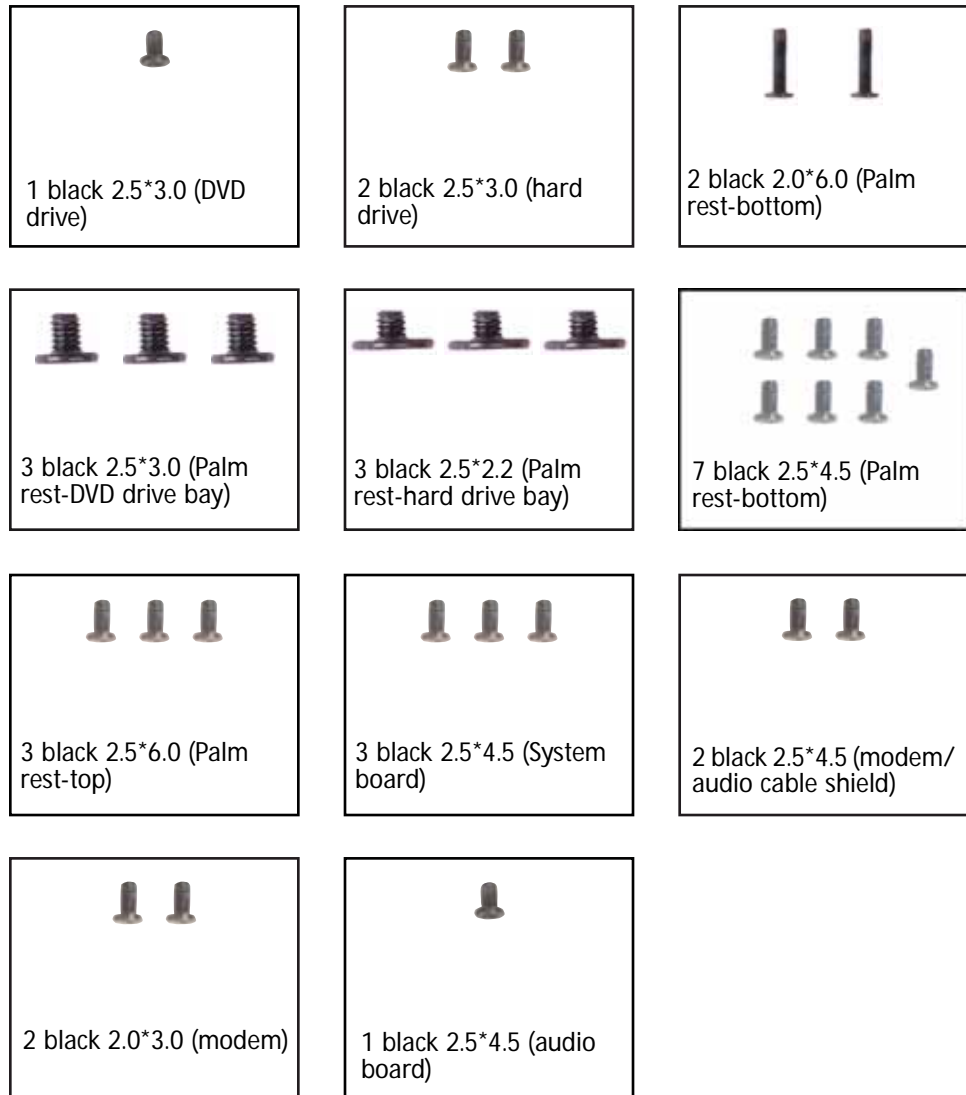 1 black 2.5*3.0 (DVD
drive)
2 black 2.5*3.0 (hard
drive)
2 black 2.0*6.0 (Palm
rest-bottom)
3 black 2.5*3.0 (Palm
rest-DVD drive bay)
3 black 2.5*2.2 (Palm
rest-hard drive bay)
7 black 2.5*4.5 (Palm
rest-bottom)
3 black 2.5*6.0 (Palm
rest-top)
3 black 2.5*4.5 (System
board)
2 black 2.5*4.5 (modem/
audio cable shield)
2 black 2.0*3.0 (modem)
1 black 2.5*4.5 (audio
board)